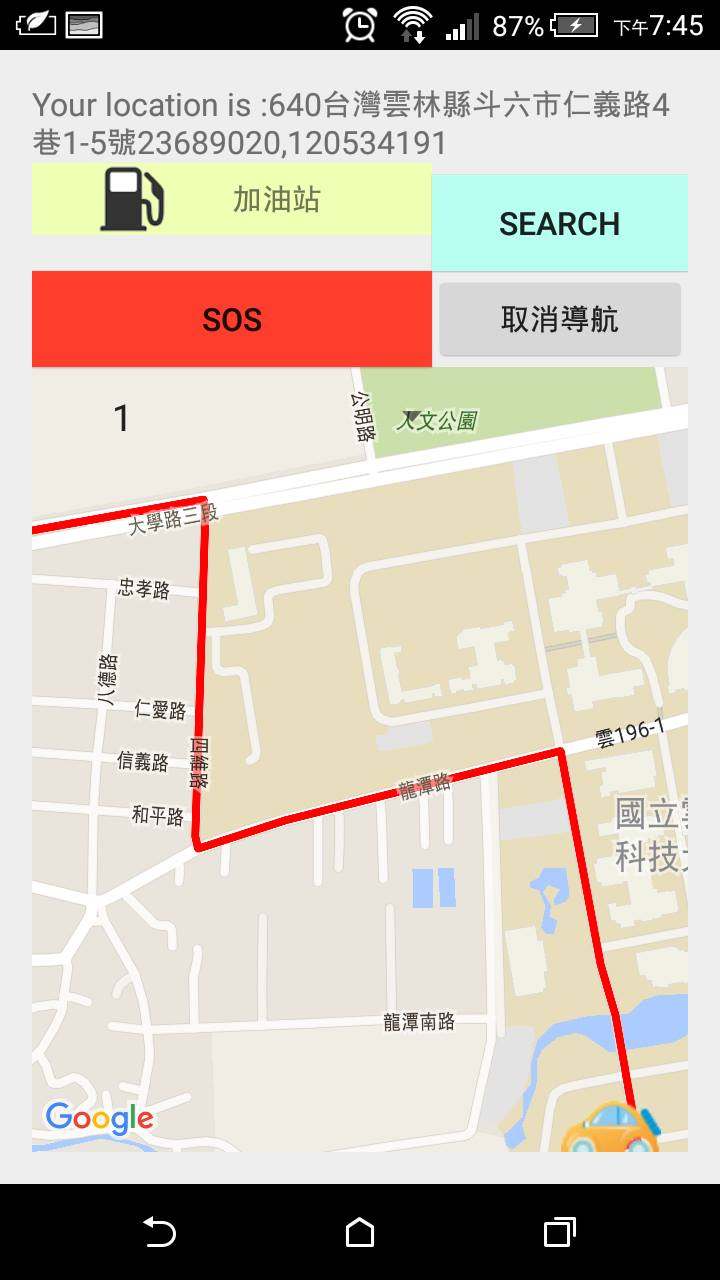 87% 下午7:45
Your location is :640台灣雲林縣斗六市仁義路4
巷1-5號23689020,120534191
加油站
SEARCH
SOS
取消導航
1
公明路
人文公園
大學路三段
忠孝路
八德路
仁愛路
四維路
信義路
和平路
龍潭路
雲196-1
國立
科技
龍潭南路
Google